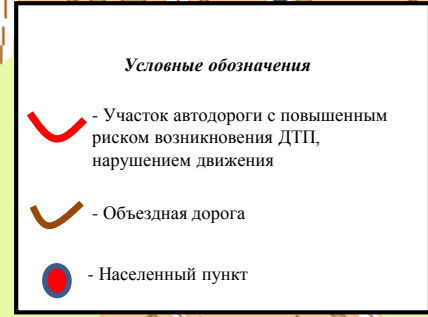 Условные обозначения
- Участок автодороги с повышенным
риском возникновения ДТП,
нарушением движения
- Объездная дорога
- Населенный пункт